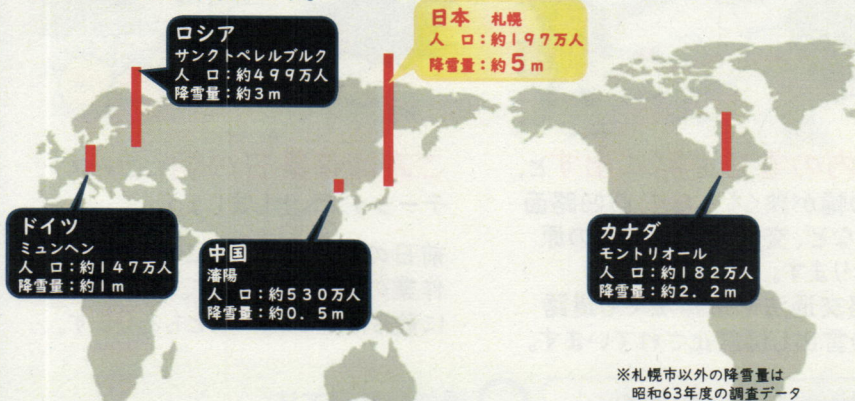 日本 札幌
人 口:約197万人
降雪量:約5m
ロシア
サンクトペレルブルク
人 口:約499万人
降雪量:約3m
ドイツ
ミュンヘン
人 口:約147万人
降雪量:約1m
中国
瀋陽
人 口:約530万人
降雪量:約0.5m
カナダ
モントリオール
人 口:約182万人
降雪量:約2.2m
※札幌市以外の降雪量は
昭和63年度の調査データ